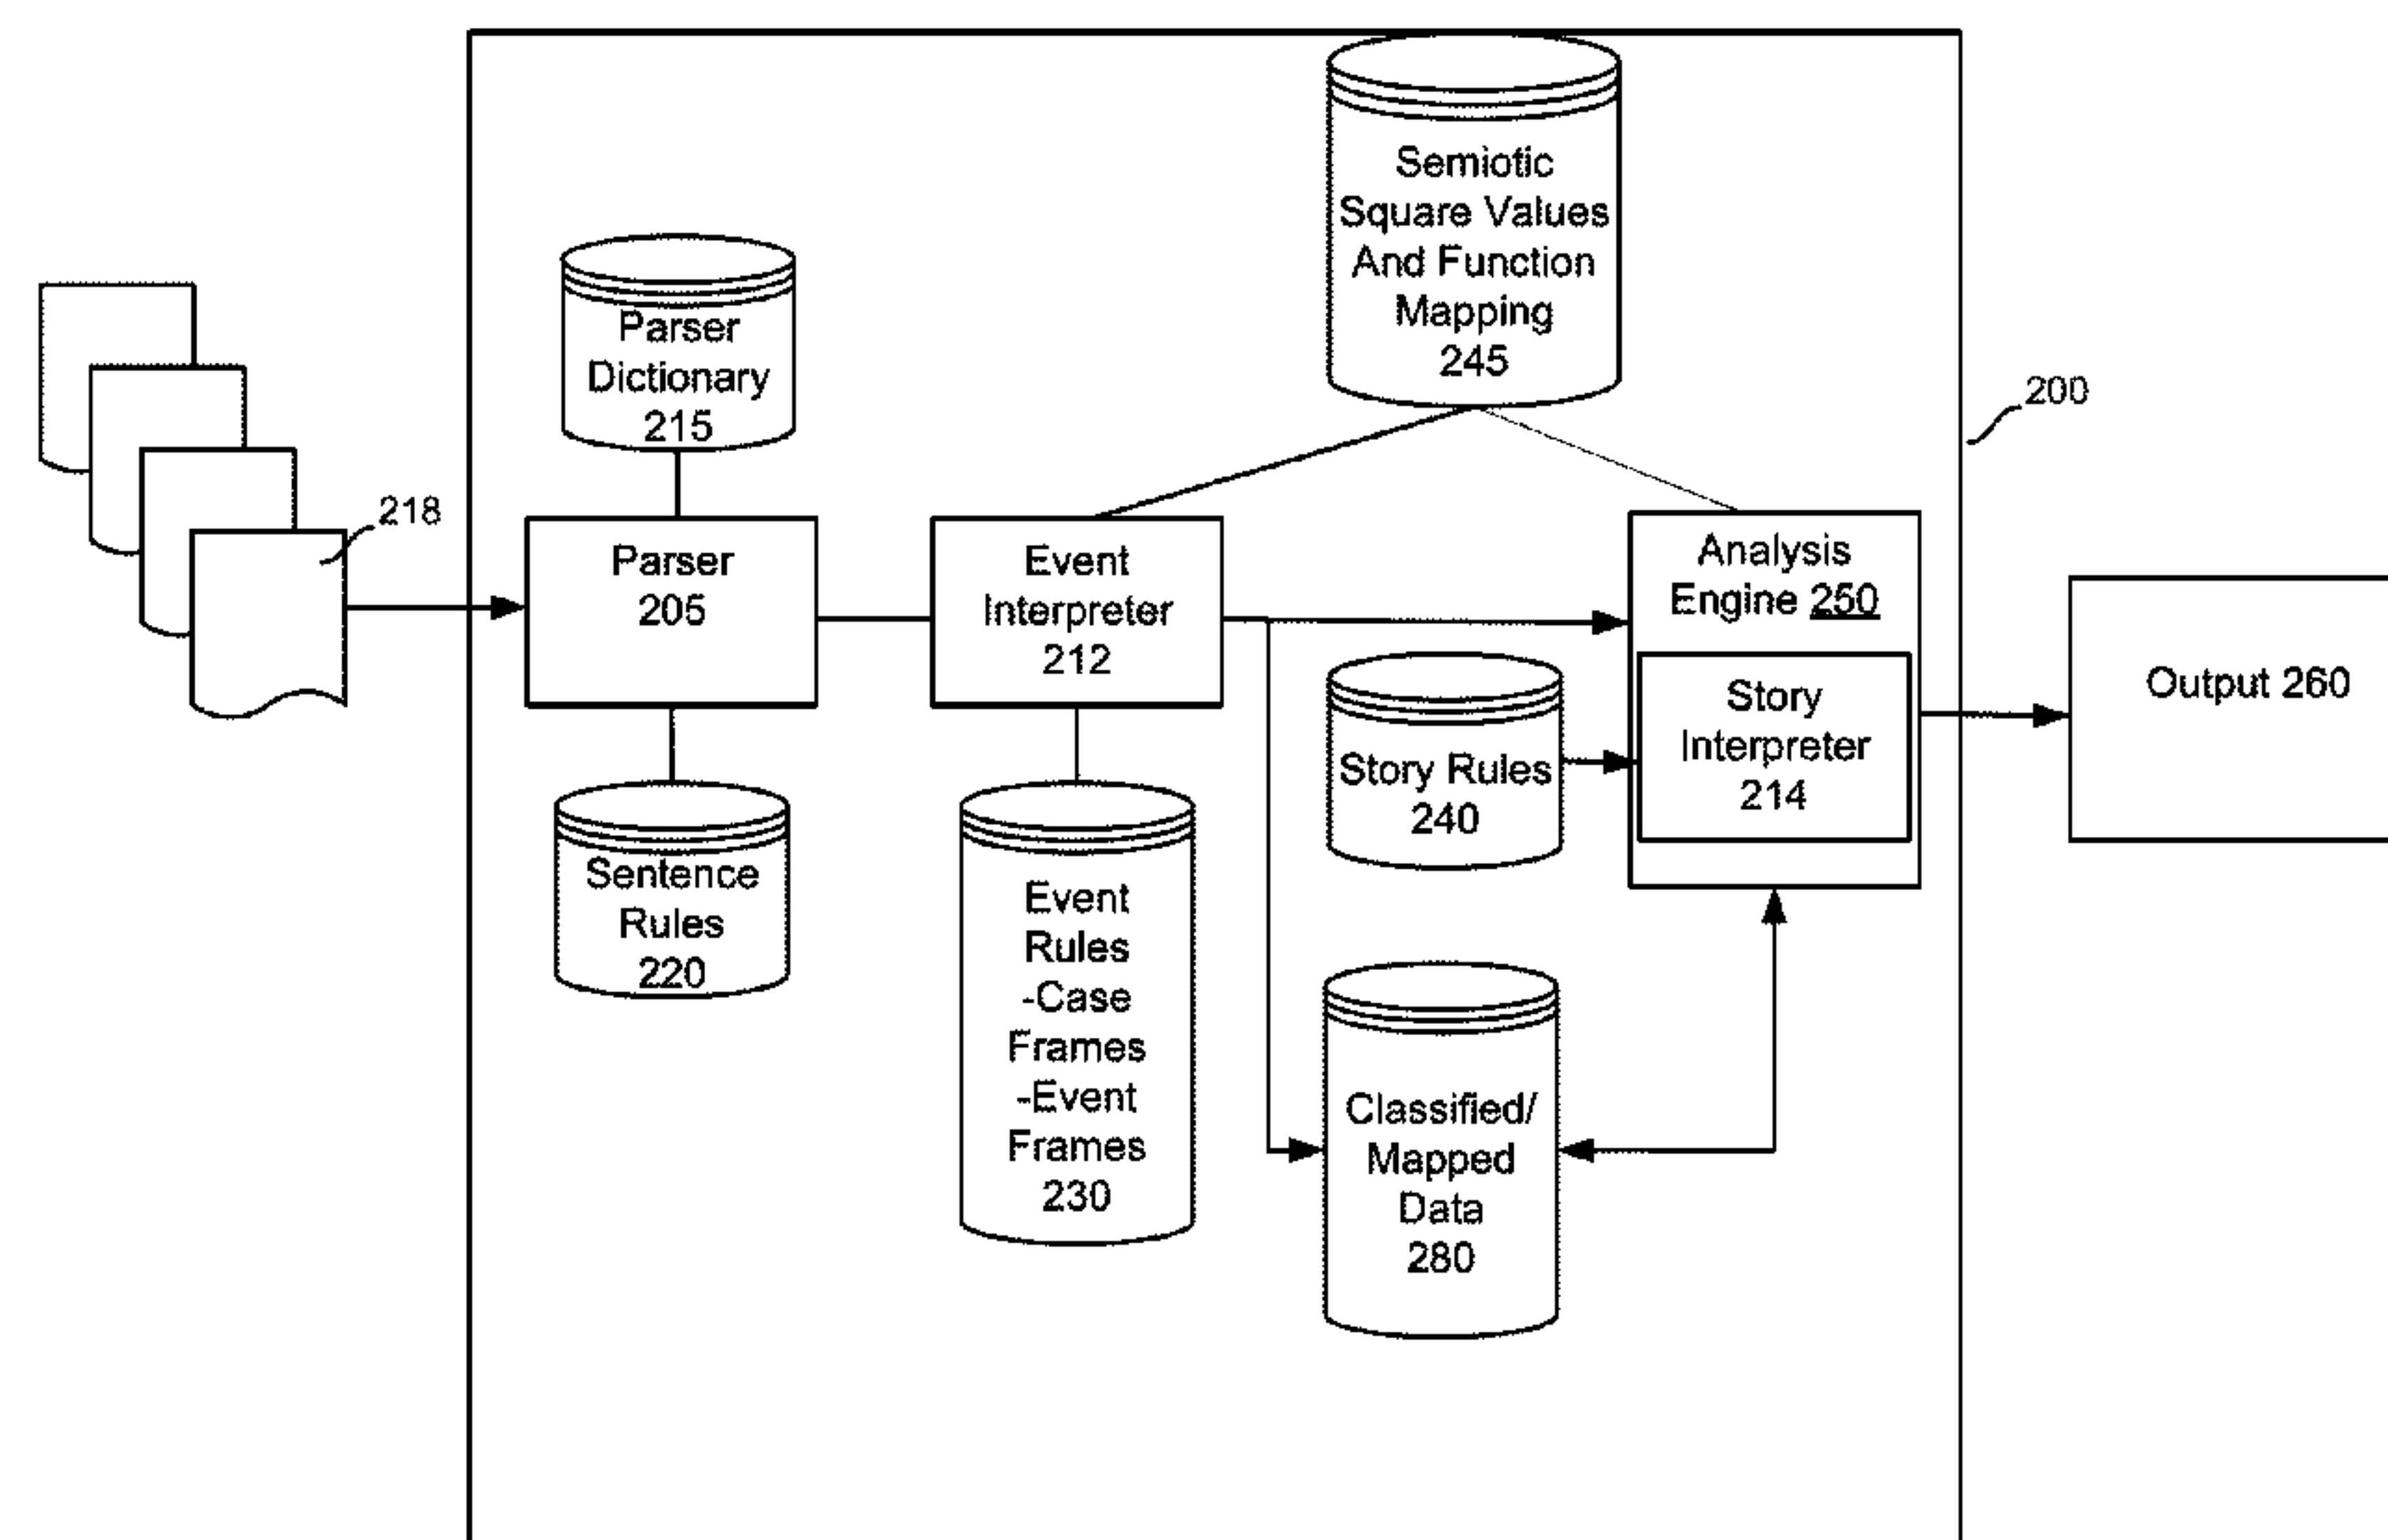 Semiotic
Square Values
And Function
Mapping
245
Parser
Dictionary
215
200
218
Parser
205
Event
Interpreter
212
Analysis
Engine 250
Story
Interpreter
214
Output 260
Story Rules
240
Sentence
Rules
220
Event
Rules
-Case
Frames
-Event
Frames
230
Classified/
Mapped
Data
280